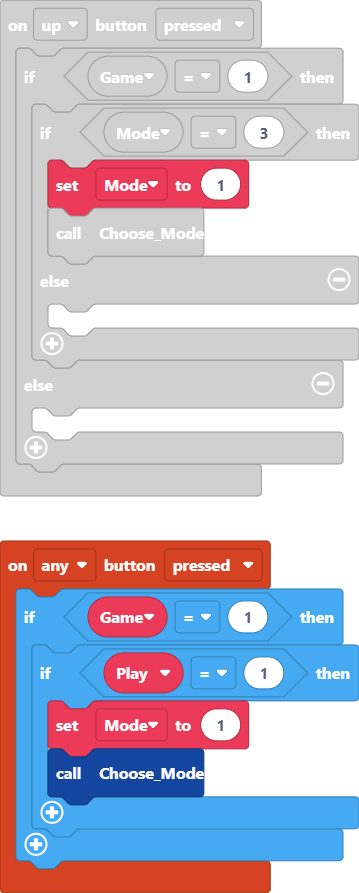 on up button pressed
if Game = 1 then
if Mode = 3 then
set Mode to 1
call Choose_Mode
else
else
on any button pressed
if Game = 1 then
if Play = 1 then
set Mode to 1
call Choose_Mode